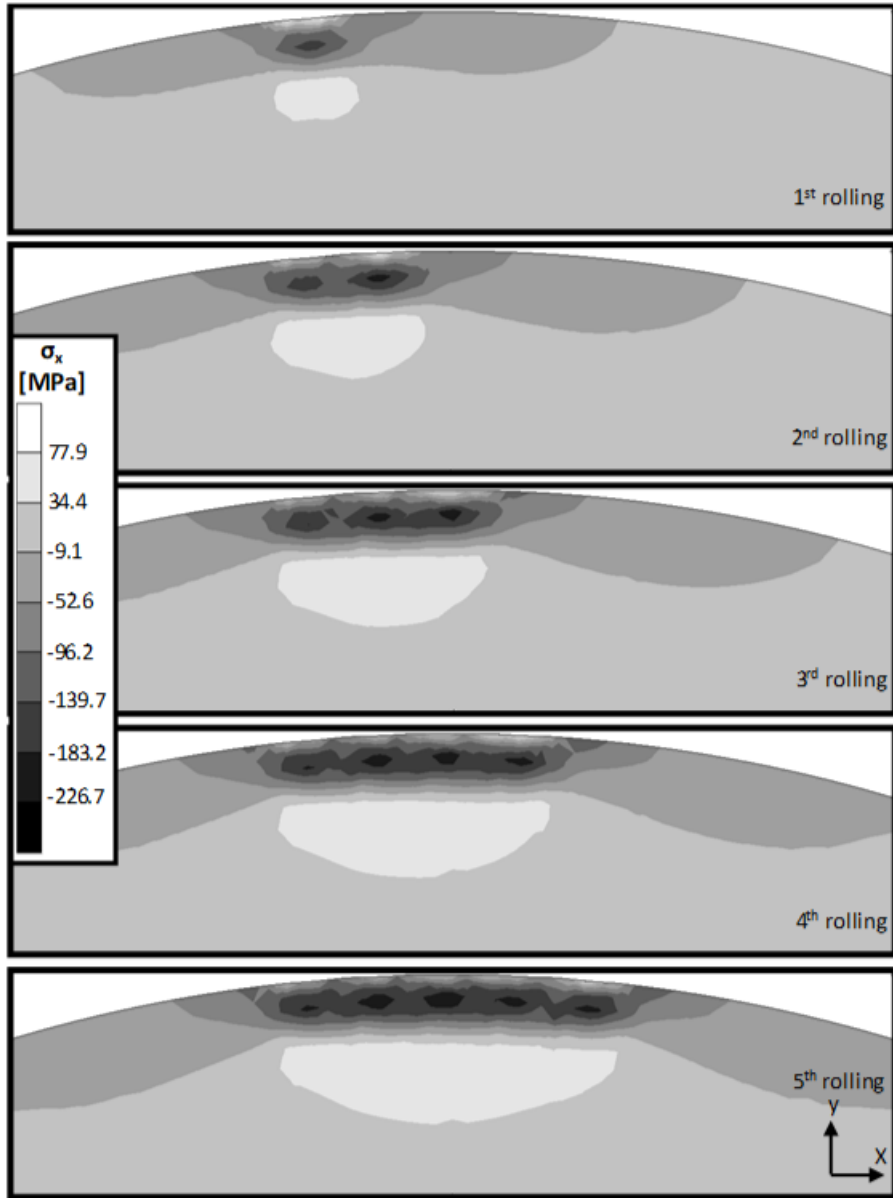 1st rolling
2nd rolling
σx
[MPa]
77.9
34.4
-9.1
-52.6
-96.2
-139.7
-183.2
-226.7
3rd rolling
4th rolling
5th rolling
y
X